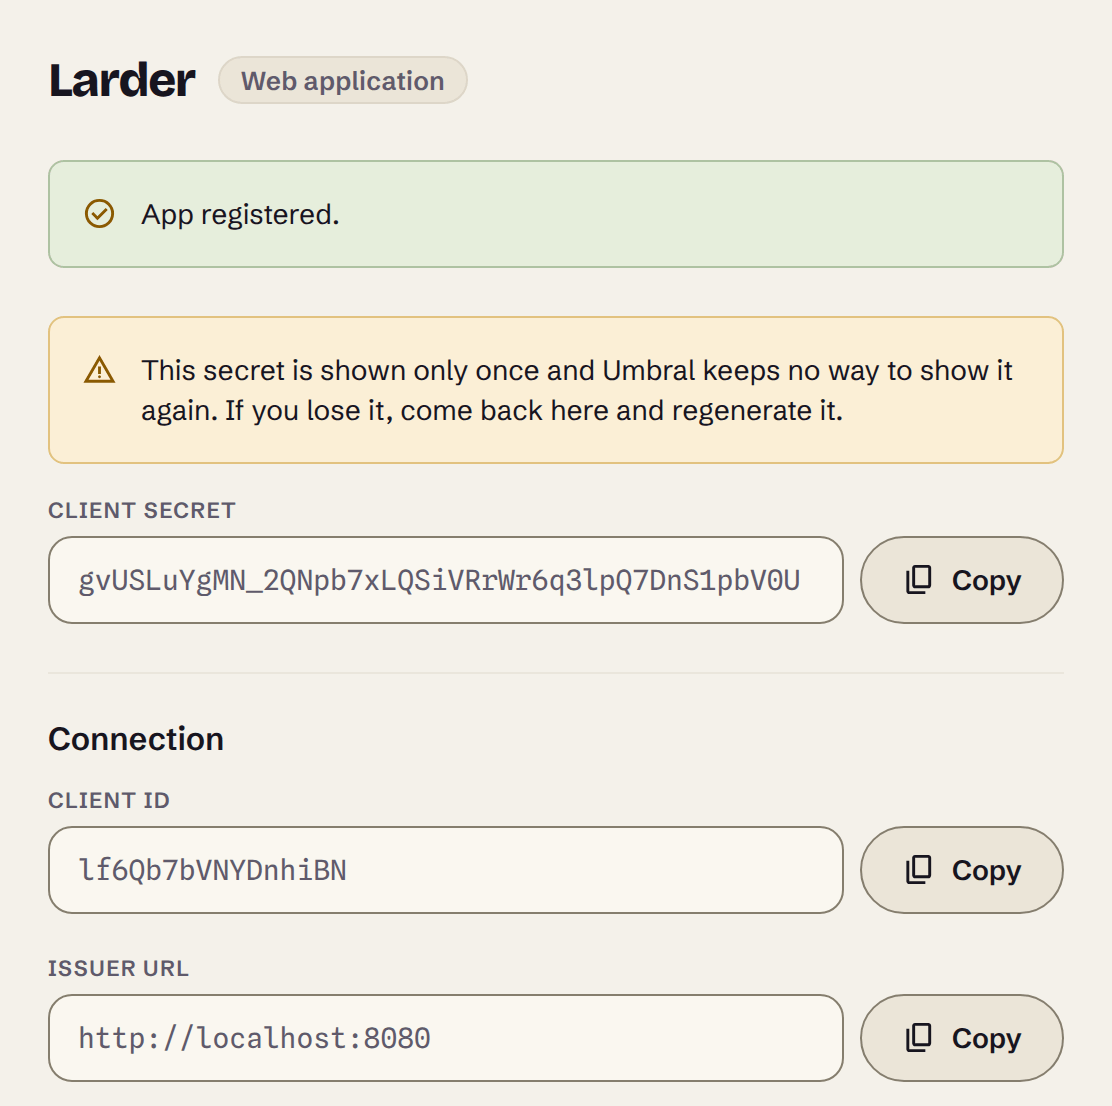 Larder
Web application
App registered.
This secret is shown only once and Umbral keeps no way to show it
again. If you lose it, come back here and regenerate it.
CLIENT SECRET
gvUSLuYgMN_2QNpb7xLQSiVRrWr6q3lpQ7DnS1pbV0U
Copy
Connection
CLIENT ID
lf6Qb7bVNYDnhiBN
Copy
ISSUER URL
http://localhost:8080
Copy